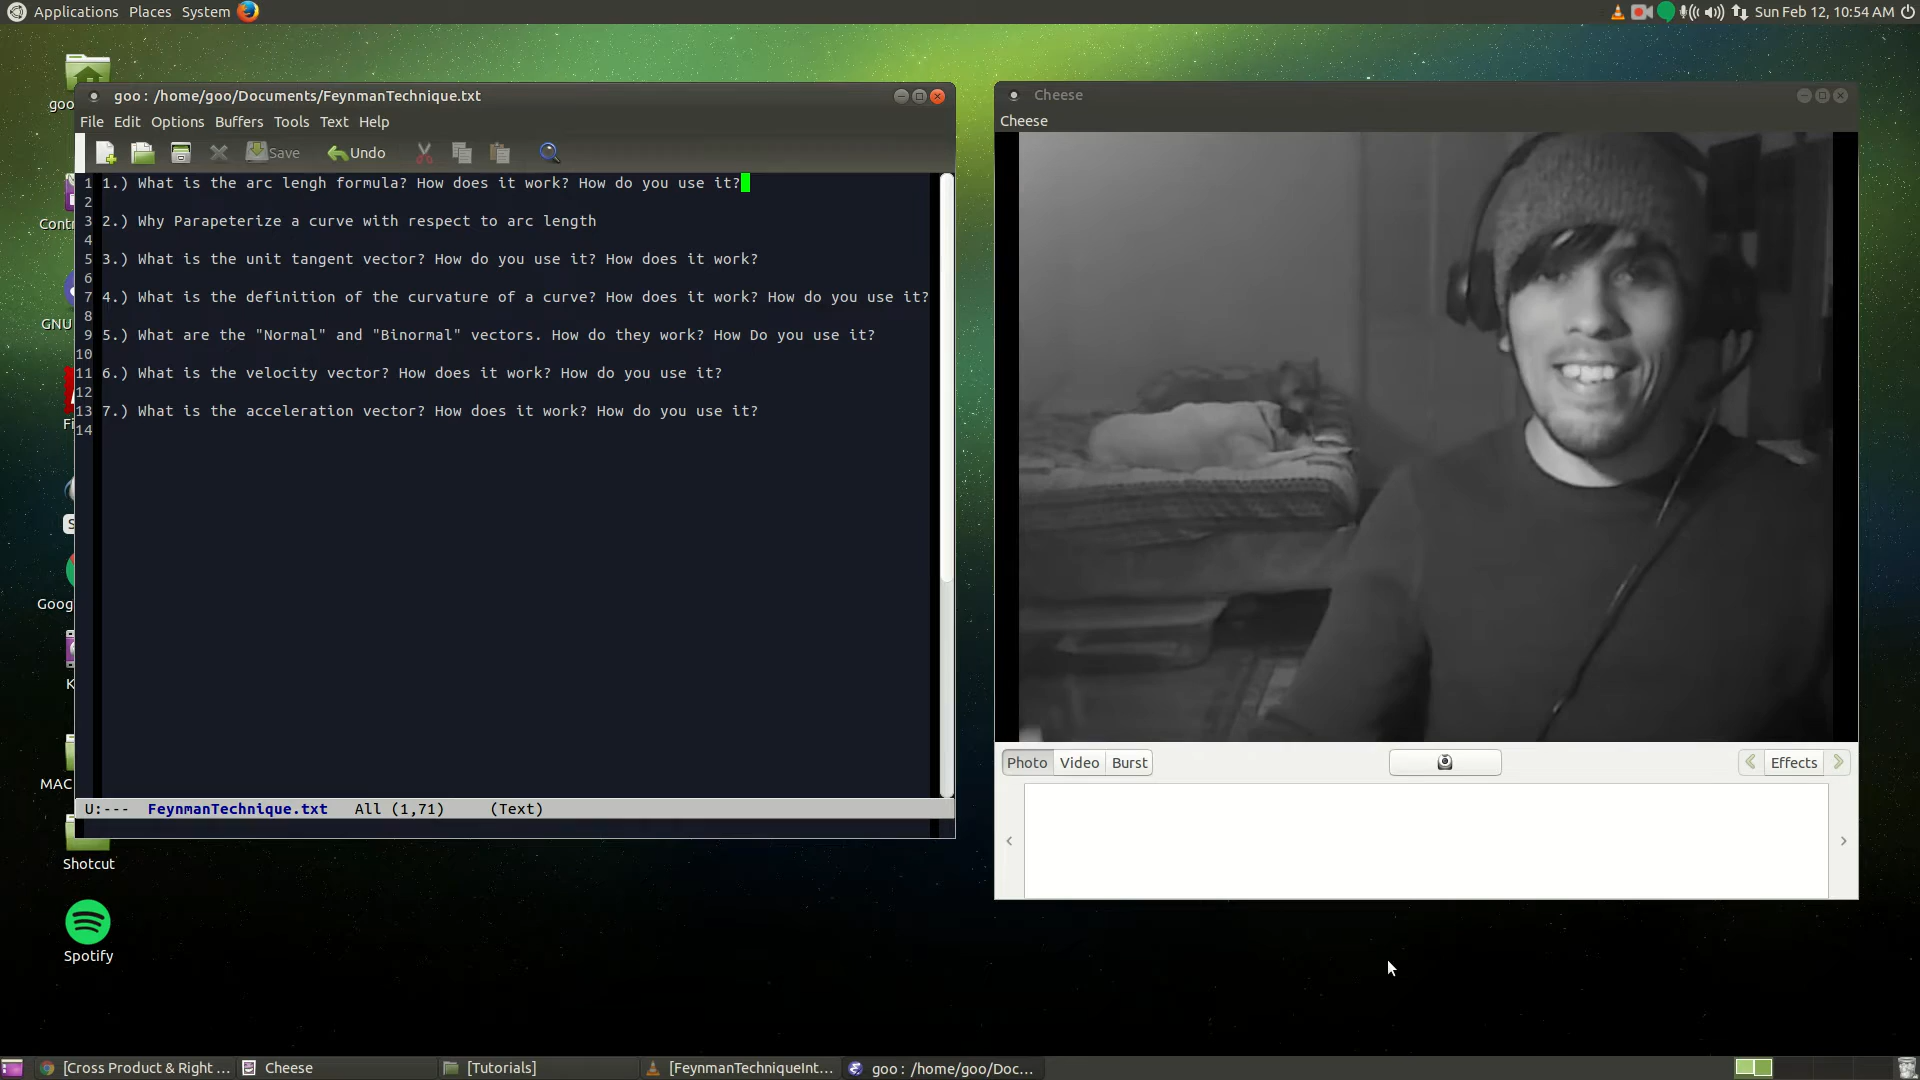 Applications Places System
Sun Feb 12, 10:54 AM
goo
goo : /home/goo/Documents/FeynmanTechnique.txt
File Edit Options Buffers Tools Text Help
Save Undo
1 1.) What is the arc lengh formula? How does it work? How do you use it?
2
3 2.) Why Parapeterize a curve with respect to arc length
4
5 3.) What is the unit tangent vector? How do you use it? How does it work?
6
7 4.) What is the definition of the curvature of a curve? How does it work? How do you use it?
8
9 5.) What are the "Normal" and "Binormal" vectors. How do they work? How Do you use it?
10
11 6.) What is the velocity vector? How does it work? How do you use it?
12
13 7.) What is the acceleration vector? How does it work? How do you use it?
14
U:--- FeynmanTechnique.txt All (1,71) (Text)
Cont
GNU
Fi
S
Goog
K
MAC
Shotcut
Spotify
Cheese
Cheese
Photo Video Burst
Effects
[Cross Product & Right ... Cheese [Tutorials] [FeynmanTechniqueInt... goo : /home/goo/Doc...